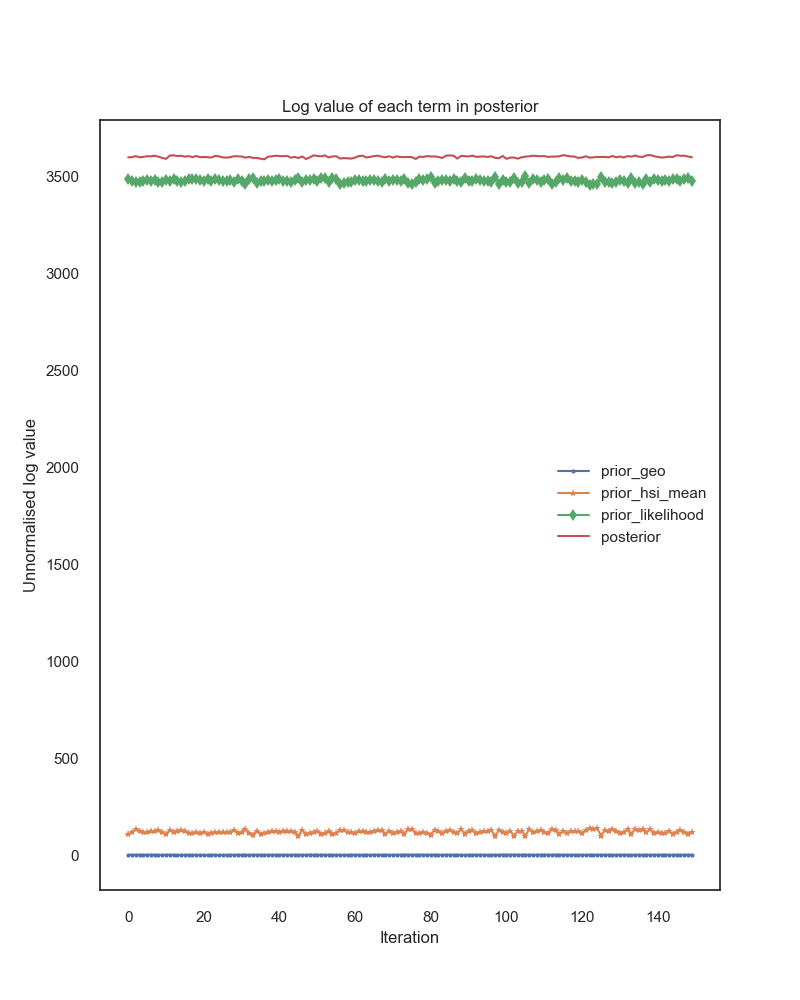 Log value of each term in posterior
Unnormalised log value
3500
3000
2500
2000
1500
1000
500
0
prior_geo
prior_hsi_mean
prior_likelihood
posterior
0 20 40 60 80 100 120 140
Iteration